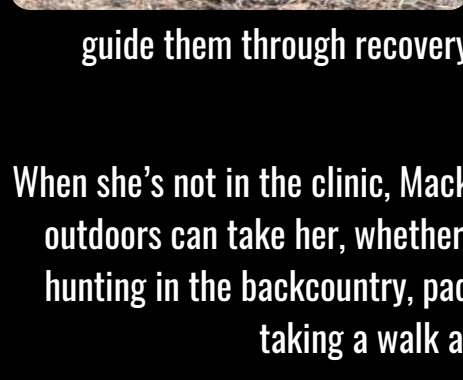 guide them through recovery
When she’s not in the clinic, Mack
outdoors can take her, whether
hunting in the backcountry, pac
taking a walk a